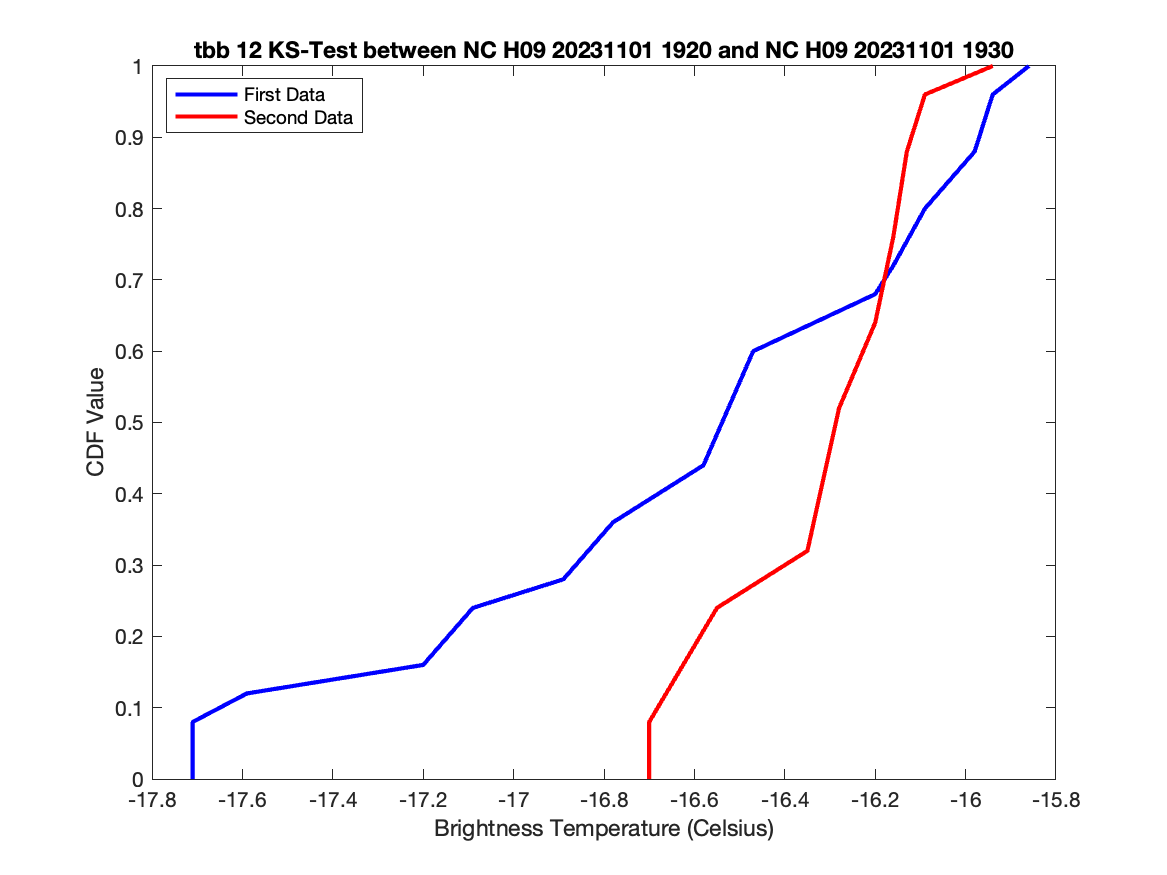 tbb 12 KS-Test between NC H09 20231101 1920 and NC H09 20231101 1930
First Data
Second Data
1
0.9
0.8
0.7
0.6
0.5
0.4
0.3
0.2
0.1
0
CDF Value
-17.8 -17.6 -17.4 -17.2 -17 -16.8 -16.6 -16.4 -16.2 -16 -15.8
Brightness Temperature (Celsius)